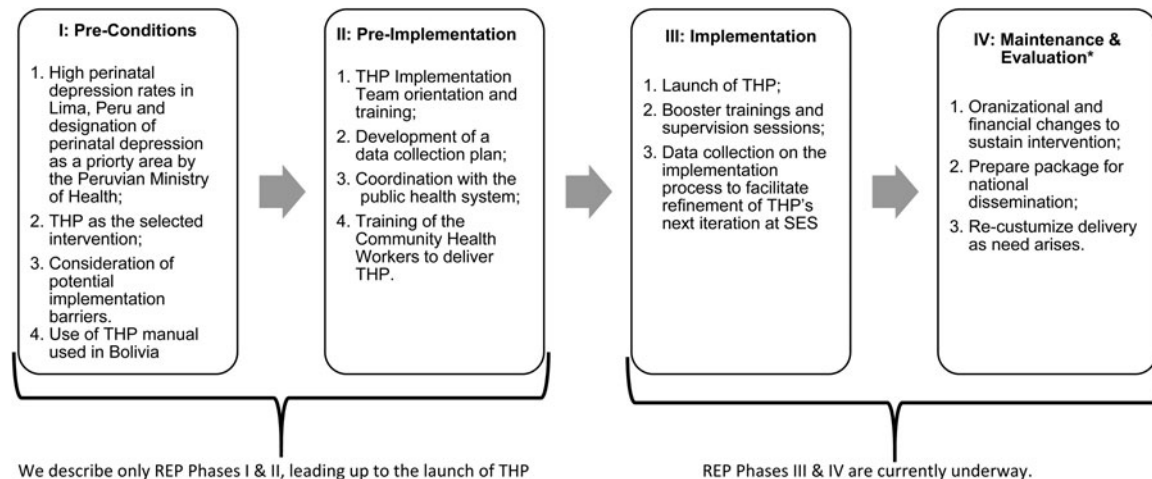 I: Pre-Conditions
1. High perinatal
depression rates in
Lima, Peru and
designation of
perinatal depression
as a priorty area by
the Peruvian Ministry
of Health;
2. THP as the selected
intervention;
3. Consideration of
potential
implementation
barriers.
4. Use of THP manual
used in Bolivia
II: Pre-Implementation
1. THP Implementation
Team orientation and
training;
2. Development of a
data collection plan;
3. Coordination with the
public health system;
4. Training of the
Community Health
Workers to deliver
THP.
III: Implementation
1. Launch of THP;
2. Booster trainings and
supervision sessions;
3. Data collection on the
implementation
process to facilitate
refinement of THP's
next iteration at SES
IV: Maintenance &
Evaluation*
1. Oranizational and
financial changes to
sustain intervention;
2. Prepare package for
national
dissemination;
3. Re-custumize delivery
as need arises.
We describe only REP Phases I & II, leading up to the launch of THP
REP Phases III & IV are currently underway.